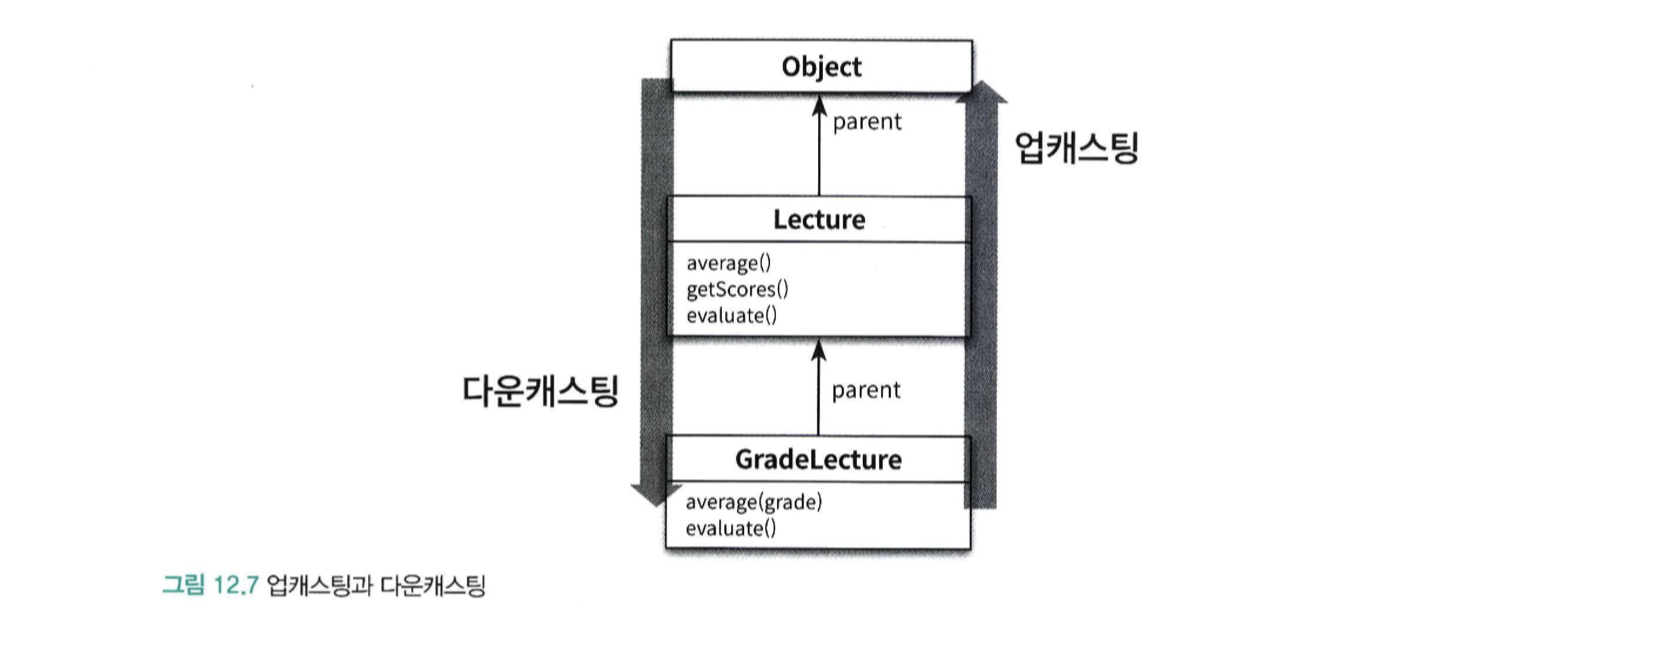 Object
parent
업캐스팅
Lecture
average()
getScores()
evaluate()
다운캐스팅
parent
GradeLecture
average(grade)
evaluate()
그림 12.7 업캐스팅과 다운캐스팅